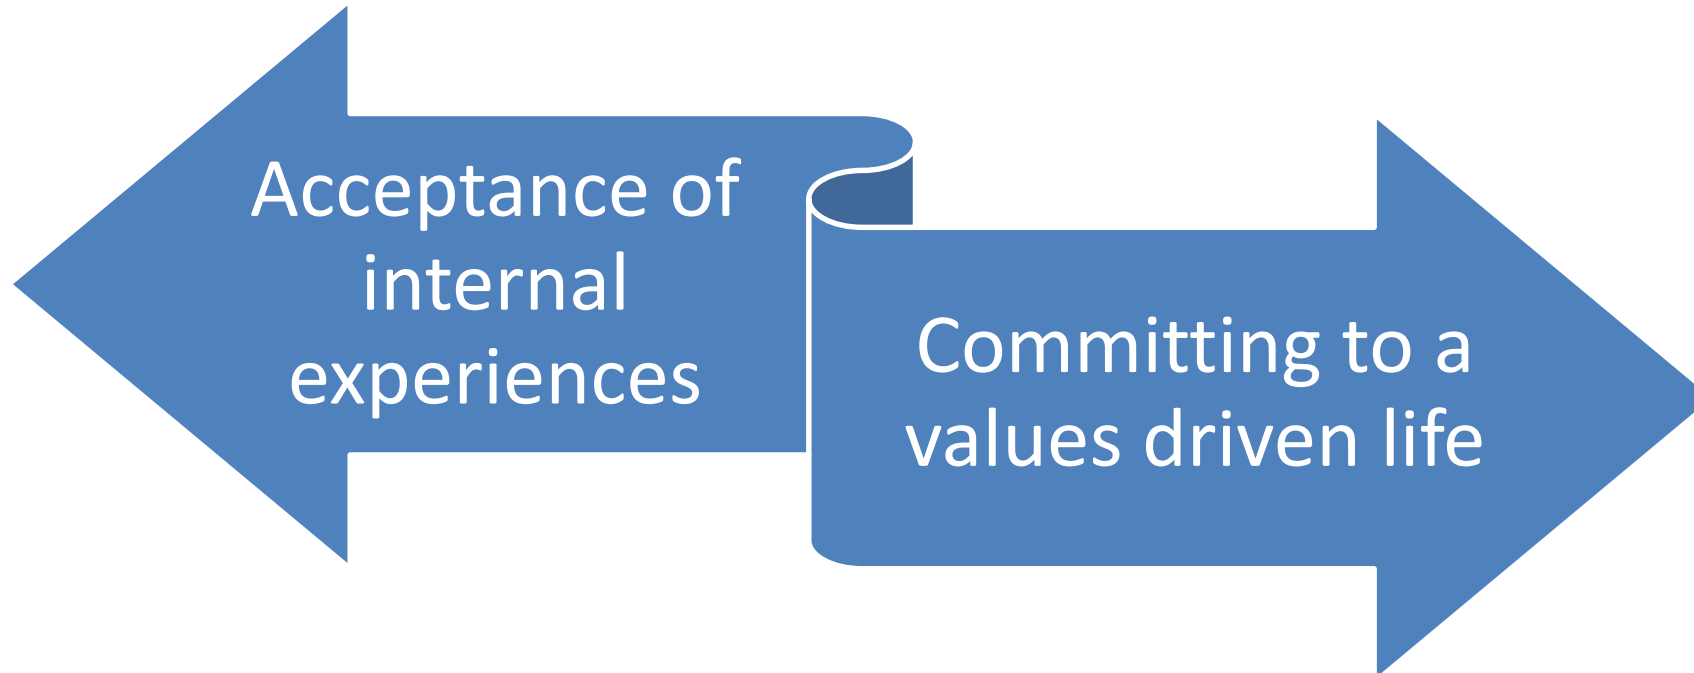 Acceptance of
internal
experiences
Committing to a
values driven life